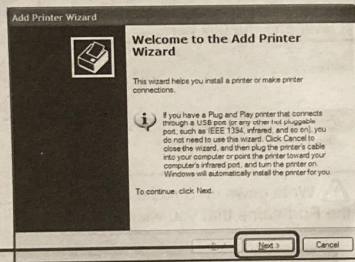 Add Printer Wizard
Welcome to the Add Printer
Wizard
This wizard helps you install a printer or make printer
connections.
If you have a Plug and Play printer that connects
through a USB port (or any other hot pluggable
port, such as IEEE 1394, infrared, and so on), you
do not need to use this wizard. Click Cancel to
close the wizard, and then plug the printer's cable
into your computer or point the printer toward your
computer's infrared port, and turn the printer on.
Windows will automatically install the printer for you.
To continue, click Next.
Next >
Cancel